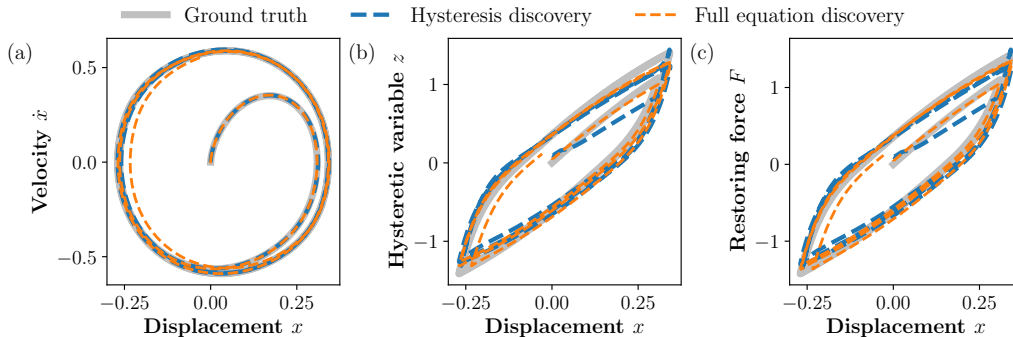 Ground truth Hysteresis discovery Full equation discovery
(a)
Velocity ẋ
0.5
0.0
−0.5
−0.25 0.00 0.25
Displacement x
(b)
Hysteretic variable z
1
0
−1
−0.25 0.00 0.25
Displacement x
(c)
Restoring force F
1
0
−1
−0.25 0.00 0.25
Displacement x